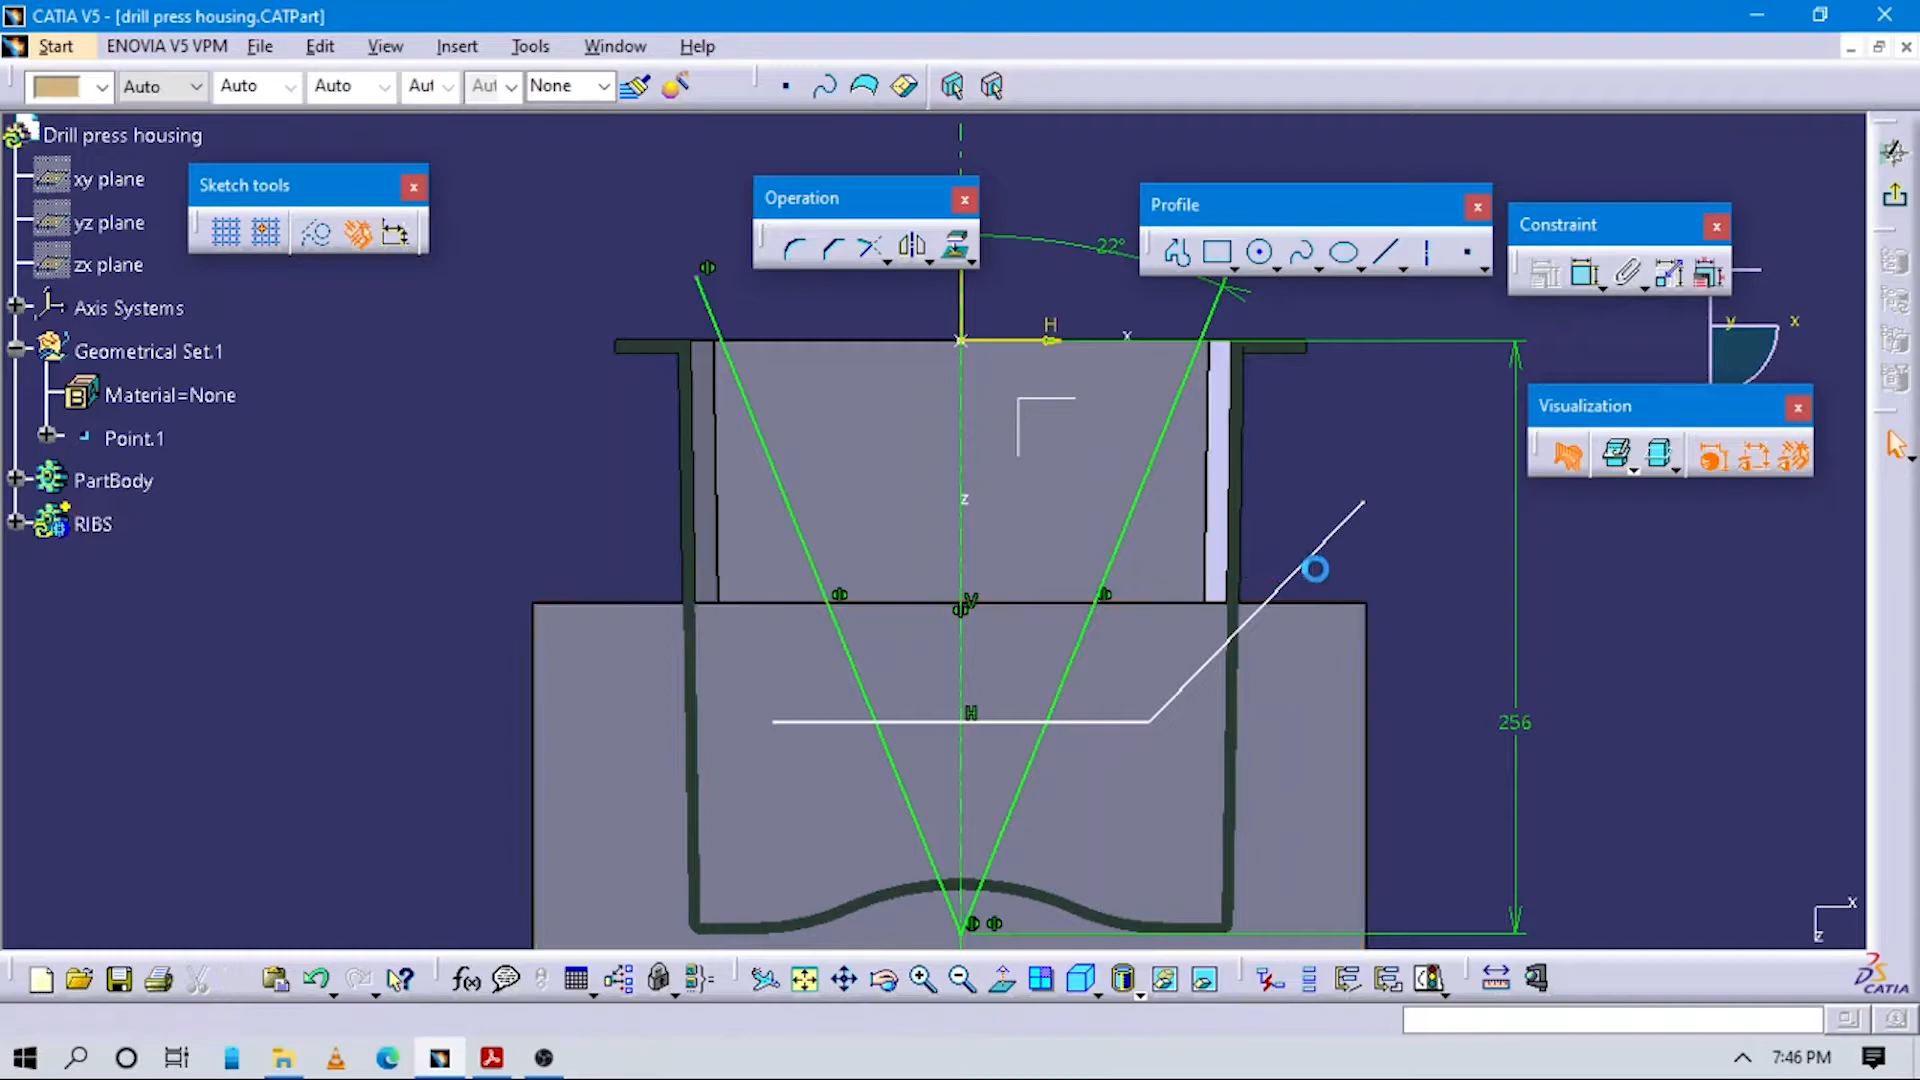 CATIA V5 - [drill press housing.CATPart]
Start
ENOVIA V5 VPM
File
Edit
View
Insert
Tools
Window
Help
Auto
Auto
Auto
Aut
Aut
None
Drill press housing
xy plane
yz plane
zx plane
Axis Systems
Geometrical Set.1
Material=None
Point.1
PartBody
RIBS
Sketch tools
Operation
Profile
Constraint
Visualization
22°
H
x
y
x
z
V
H
256
x
z
f(x)
CATIA
7:46 PM